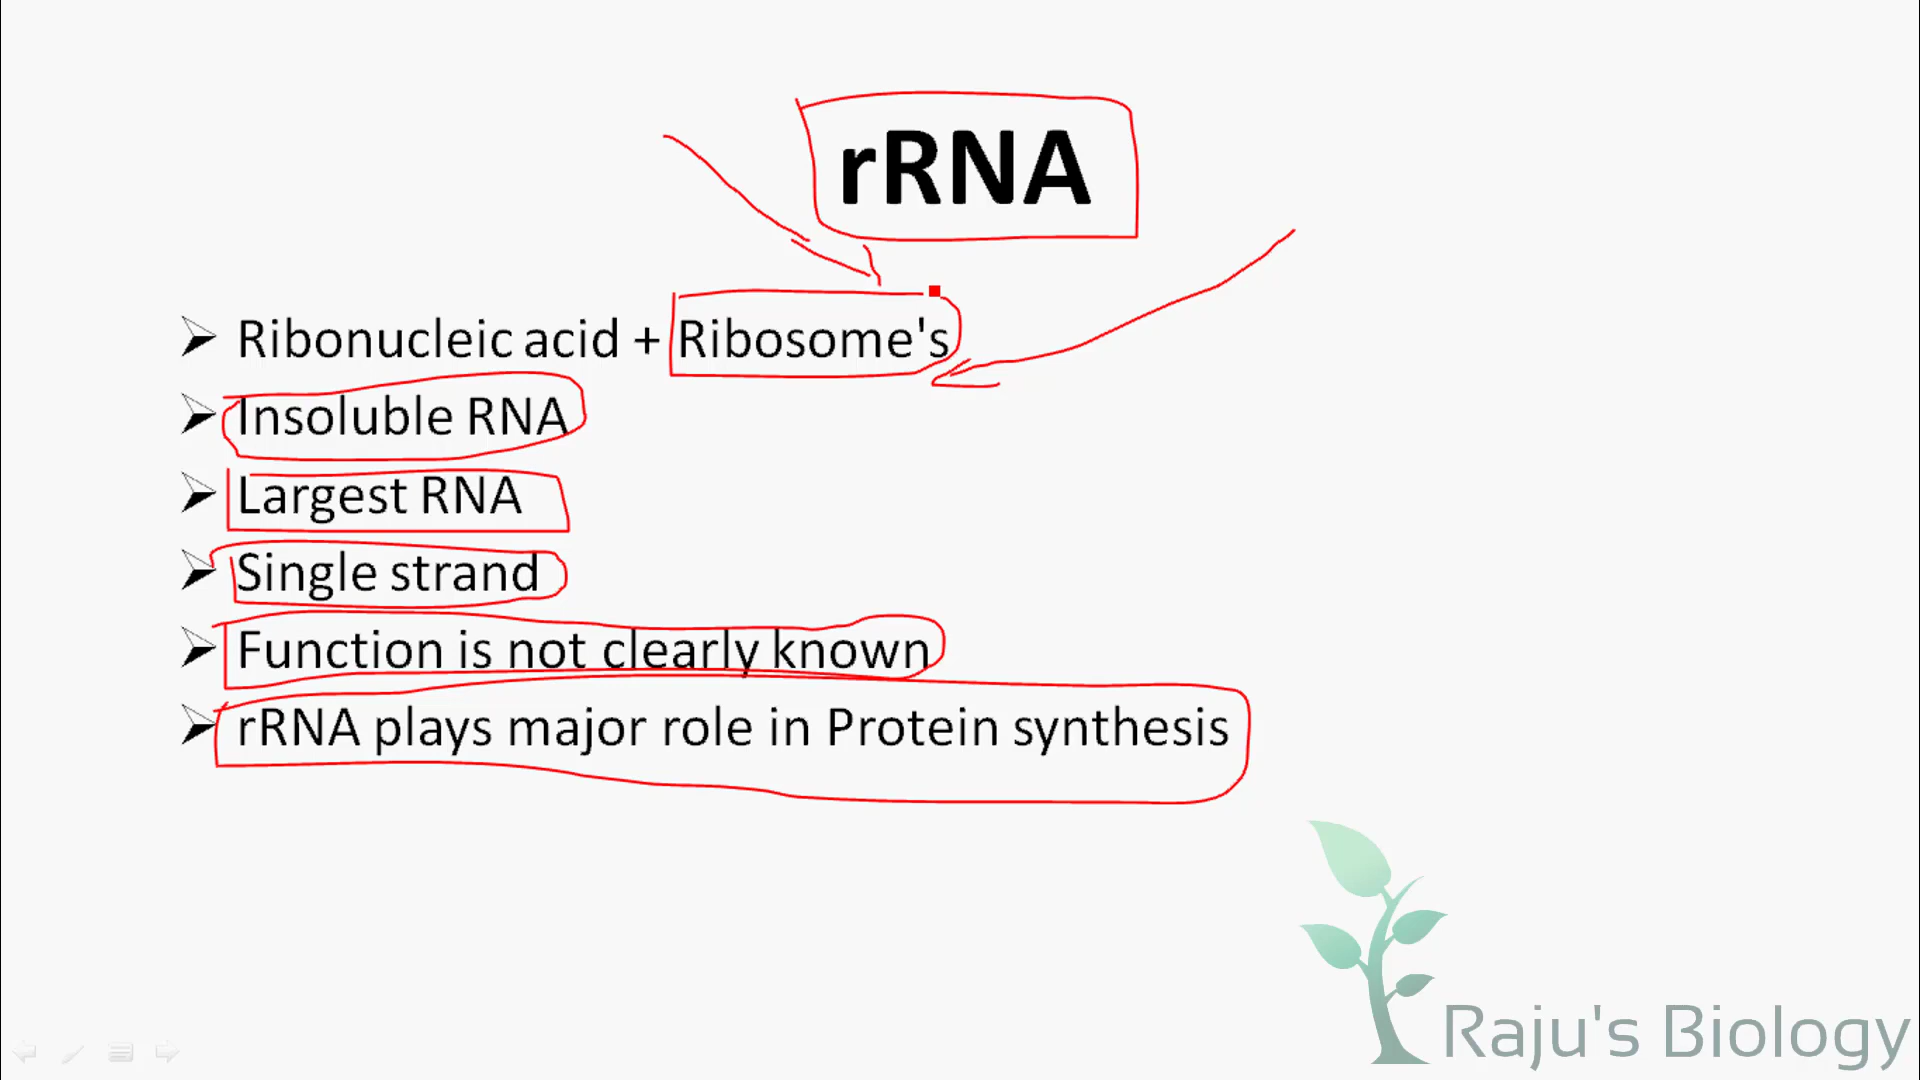 rRNA
Ribonucleic acid + Ribosome's
Insoluble RNA
Largest RNA
Single strand
Function is not clearly known
rRNA plays major role in Protein synthesis
Raju's Biology